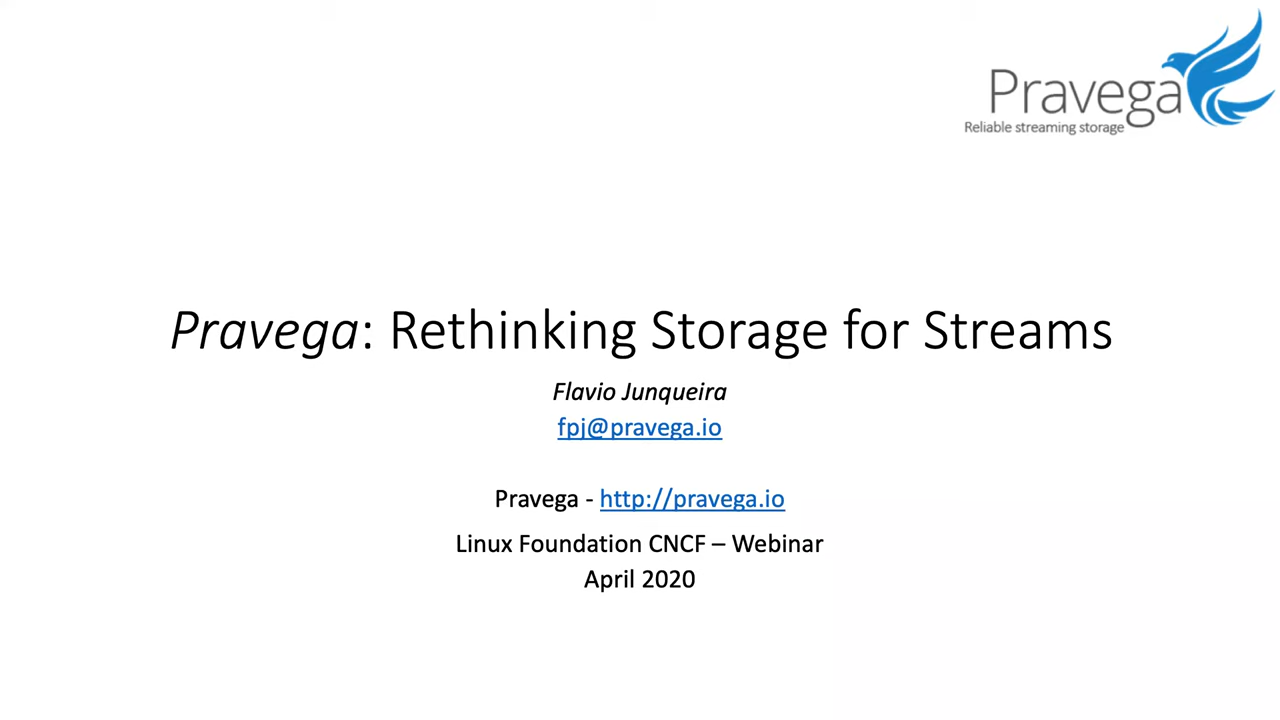 Pravega
Reliable streaming storage
Pravega: Rethinking Storage for Streams
Flavio Junqueira
fpj@pravega.io
Pravega - http://pravega.io
Linux Foundation CNCF – Webinar
April 2020